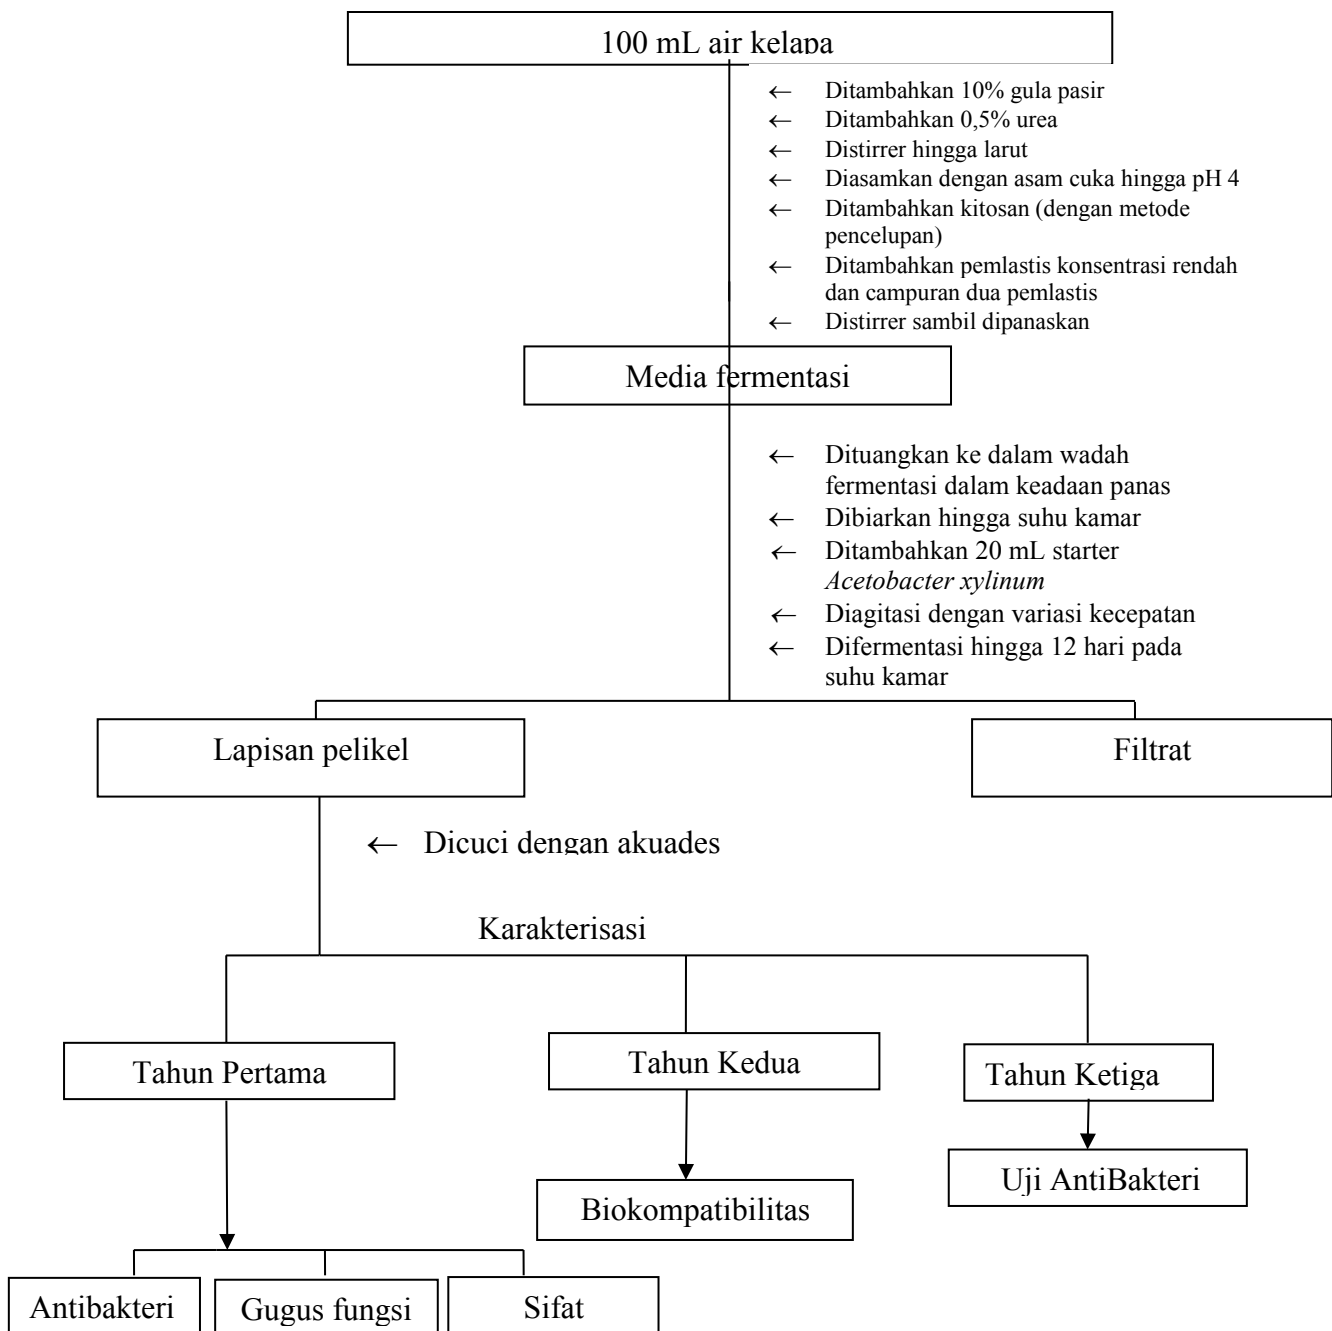 100 mL air kelapa
← Ditambahkan 10% gula pasir
← Ditambahkan 0,5% urea
← Distirrer hingga larut
← Diasamkan dengan asam cuka hingga pH 4
← Ditambahkan kitosan (dengan metode
pencelupan)
← Ditambahkan pemlastis konsentrasi rendah
dan campuran dua pemlastis
← Distirrer sambil dipanaskan
Media fermentasi
← Dituangkan ke dalam wadah
fermentasi dalam keadaan panas
← Dibiarkan hingga suhu kamar
← Ditambahkan 20 mL starter
Acetobacter xylinum
← Diagitasi dengan variasi kecepatan
← Difermentasi hingga 12 hari pada
suhu kamar
Lapisan pelikel
Filtrat
← Dicuci dengan akuades
Karakterisasi
Tahun Pertama
Tahun Kedua
Tahun Ketiga
Biokompatibilitas
Uji AntiBakteri
Antibakteri
Gugus fungsi
Sifat